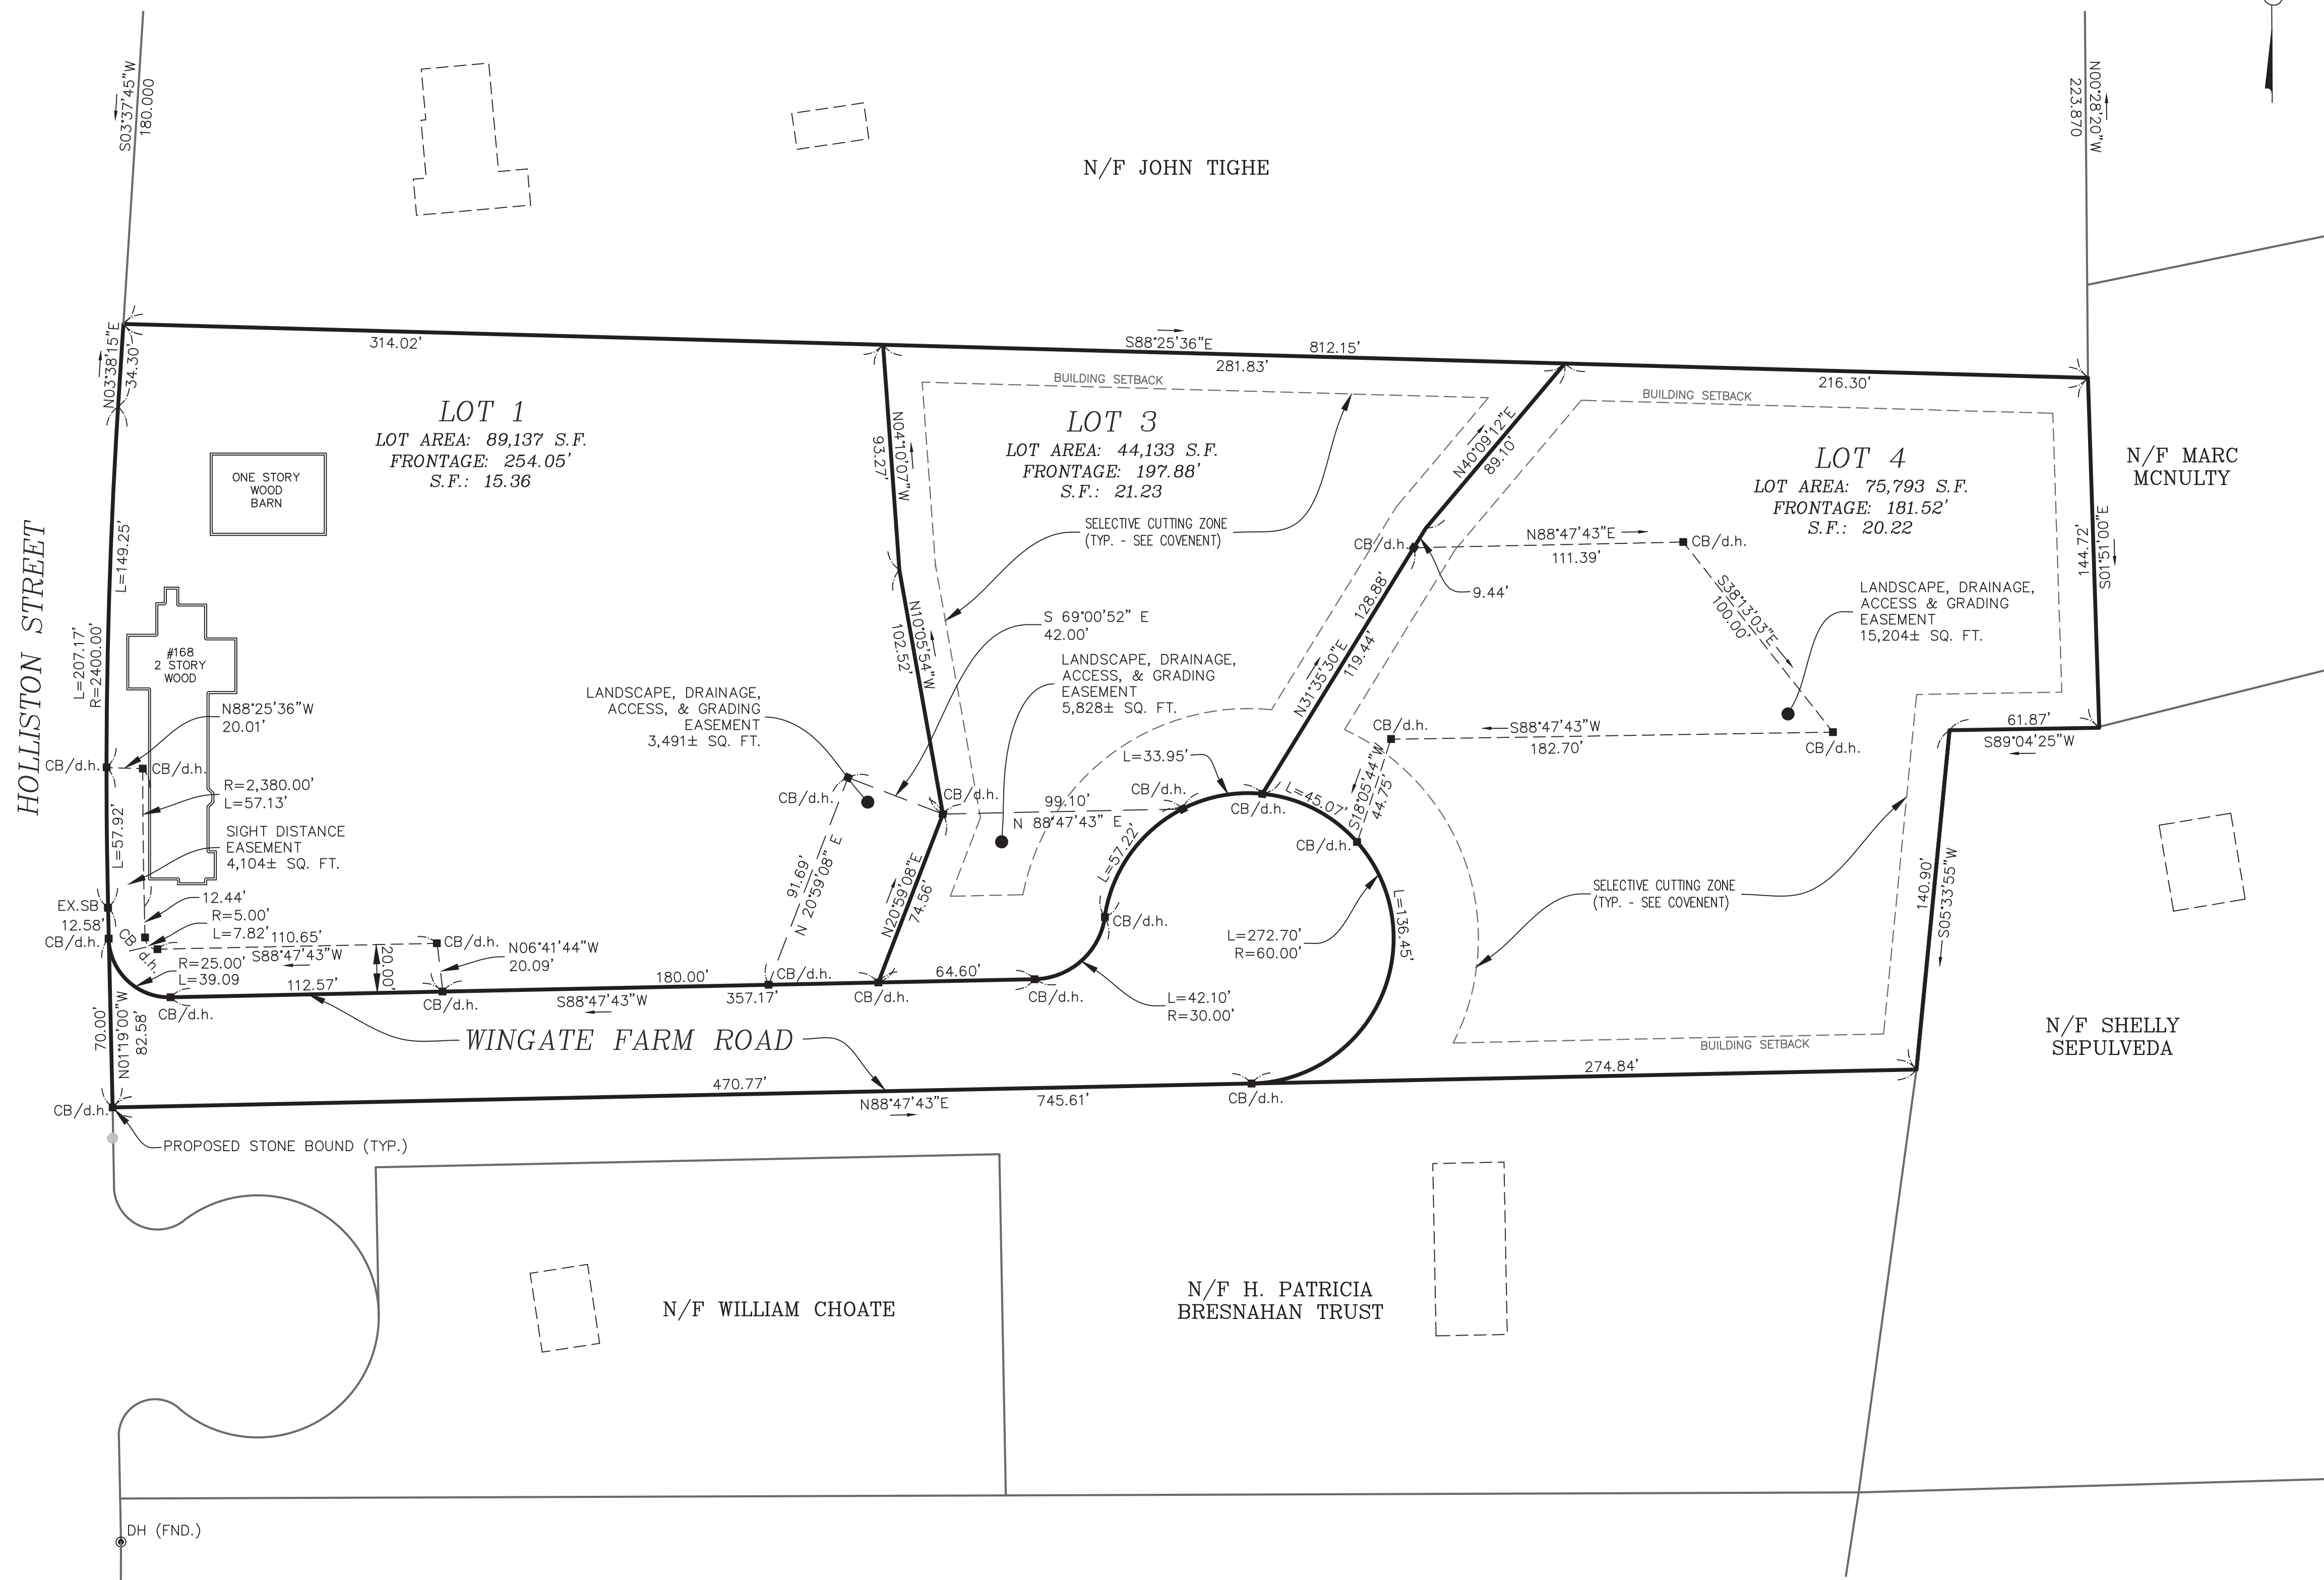 S03°37'45"W
180.000
N00°28'20"W
223.870
N/F JOHN TIGHE
N03°38'15"E
34.30'
314.02'
S88°25'36"E
812.15'
281.83'
216.30'
BUILDING SETBACK
BUILDING SETBACK
LOT 1
LOT AREA: 89,137 S.F.
FRONTAGE: 254.05'
S.F.: 15.36
LOT 3
LOT AREA: 44,133 S.F.
FRONTAGE: 197.88'
S.F.: 21.23
LOT 4
LOT AREA: 75,793 S.F.
FRONTAGE: 181.52'
S.F.: 20.22
N/F MARC
MCNULTY
ONE STORY
WOOD
BARN
N04°10'07"W
93.27'
N40°09'12"E
89.10'
SELECTIVE CUTTING ZONE
(TYP. - SEE COVENENT)
CB/d.h.
N88°47'43"E
111.39'
CB/d.h.
9.44'
S38°13'03"E
100.00'
144.72'
S01°51'00"E
HOLLISTON STREET
L=149.25'
L=207.17'
R=2400.00'
#168
2 STORY
WOOD
N10°05'54"W
102.52'
S 69°00'52" E
42.00'
LANDSCAPE, DRAINAGE,
ACCESS, & GRADING
EASEMENT
5,828± SQ. FT.
N31°35'30"E
128.88'
119.44'
LANDSCAPE, DRAINAGE,
ACCESS & GRADING
EASEMENT
15,204± SQ. FT.
LANDSCAPE, DRAINAGE,
ACCESS, & GRADING
EASEMENT
3,491± SQ. FT.
N88°25'36"W
20.01'
CB/d.h.
CB/d.h.
R=2,380.00'
L=57.13'
CB/d.h.
S88°47'43"W
182.70'
CB/d.h.
61.87'
S89°04'25"W
L=57.92'
SIGHT DISTANCE
EASEMENT
4,104± SQ. FT.
CB/d.h.
CB/d.h.
99.10'
N 88°47'43" E
CB/d.h.
L=33.95'
CB/d.h.
L=45.07'
S18°05'44"W
44.75'
CB/d.h.
L=57.22'
91.69'
N 20°59'08" E
N20°59'08"E
74.56'
EX.SB
12.58'
CB/d.h.
12.44'
R=5.00'
L=7.82'
CB
d.h.
110.65'
S88°47'43"W
20.00'
CB/d.h.
N06°41'44"W
20.09'
R=25.00'
L=39.09
112.57'
CB/d.h.
CB/d.h.
180.00'
S88°47'43"W
357.17'
CB/d.h.
CB/d.h.
64.60'
CB/d.h.
CB/d.h.
L=42.10'
R=30.00'
L=272.70'
R=60.00'
L=136.45'
SELECTIVE CUTTING ZONE
(TYP. - SEE COVENENT)
140.90'
S05°33'55"W
WINGATE FARM ROAD
70.00'
N01°19'00"W
82.58'
CB/d.h.
470.77'
N88°47'43"E
745.61'
CB/d.h.
274.84'
BUILDING SETBACK
N/F SHELLY
SEPULVEDA
PROPOSED STONE BOUND (TYP.)
N/F WILLIAM CHOATE
N/F H. PATRICIA
BRESNAHAN TRUST
DH (FND.)